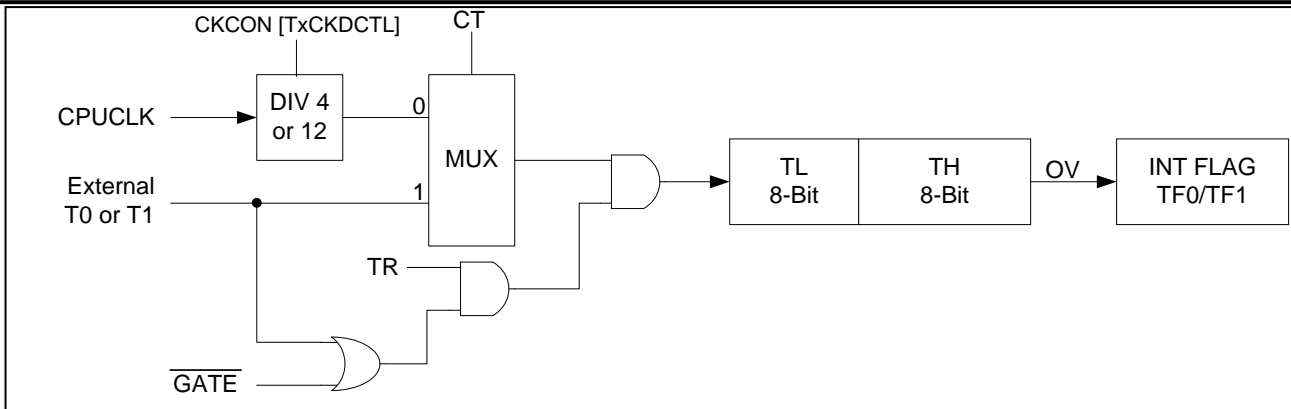 CKCON [TxCKDCTL]
CT
CPUCLK
DIV 4
or 12
0
MUX
External
T0 or T1
1
TL
8-Bit
TH
8-Bit
OV
INT FLAG
TF0/TF1
TR
GATE